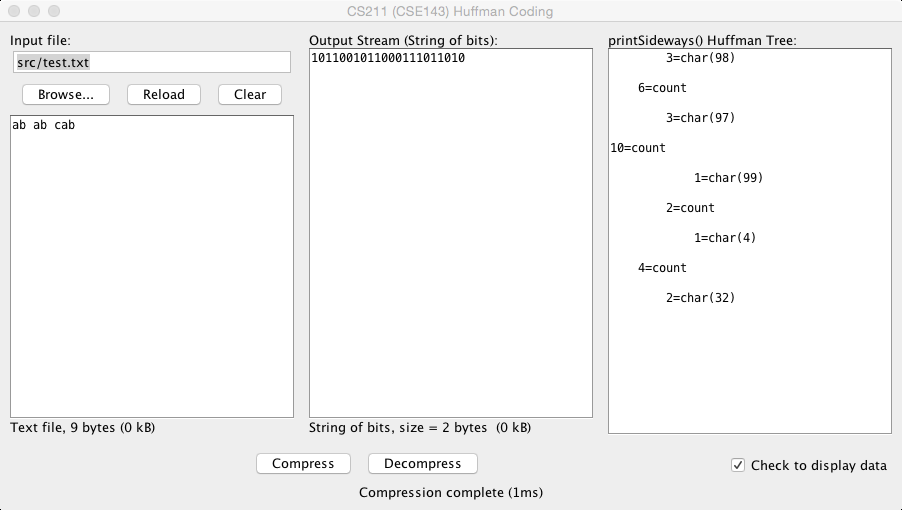 CS211 (CSE143) Huffman Coding
Input file:
src/test.txt
Browse...
Reload
Clear
ab ab cab
Text file, 9 bytes (0 kB)
Output Stream (String of bits):
1011001011000111011010
String of bits, size = 2 bytes  (0 kB)
printSideways() Huffman Tree:
3=char(98)
6=count
3=char(97)
10=count
1=char(99)
2=count
1=char(4)
4=count
2=char(32)
Compress
Decompress
Check to display data
Compression complete (1ms)